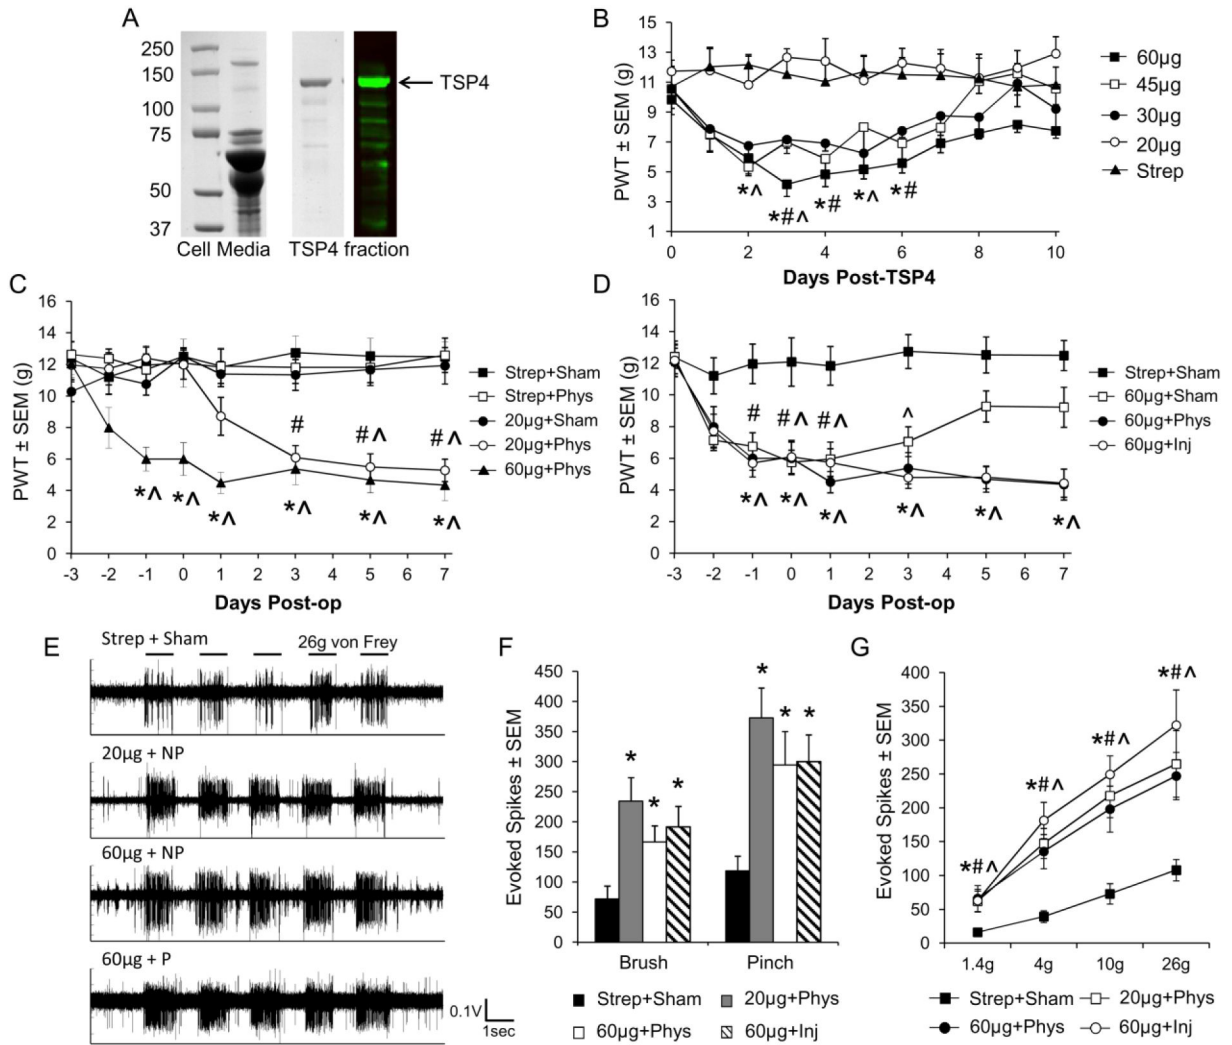 A
250
150
100
75
50
37
TSP4
Cell Media
TSP4 fraction
B
PWT ± SEM (g)
15
13
11
9
7
5
3
1
0
2
4
6
8
10
Days Post-TSP4
*^
*#^
*#
*^
*#
60µg
45µg
30µg
20µg
Strep
C
PWT ± SEM (g)
16
14
12
10
8
6
4
2
0
-3
-2
-1
0
1
2
3
4
5
6
7
Days Post-op
#
#^
#^
*^
*^
*^
*^
*^
*^
Strep+Sham
Strep+Phys
20µg+Sham
20µg+Phys
60µg+Phys
D
PWT ± SEM (g)
16
14
12
10
8
6
4
2
0
-3
-2
-1
0
1
2
3
4
5
6
7
Days Post-op
#
#^
#^
^
*^
*^
*^
*^
*^
*^
Strep+Sham
60µg+Sham
60µg+Phys
60µg+Inj
E
Strep + Sham
26g von Frey
20µg + NP
60µg + NP
60µg + P
0.1V
1sec
F
Evoked Spikes ± SEM
450
400
350
300
250
200
150
100
50
0
*
*
*
*
*
*
Brush
Pinch
Strep+Sham
20µg+Phys
60µg+Phys
60µg+Inj
G
Evoked Spikes ± SEM
400
350
300
250
200
150
100
50
0
*#^
*#^
*#^
*#^
1.4g
4g
10g
26g
Strep+Sham
20µg+Phys
60µg+Phys
60µg+Inj